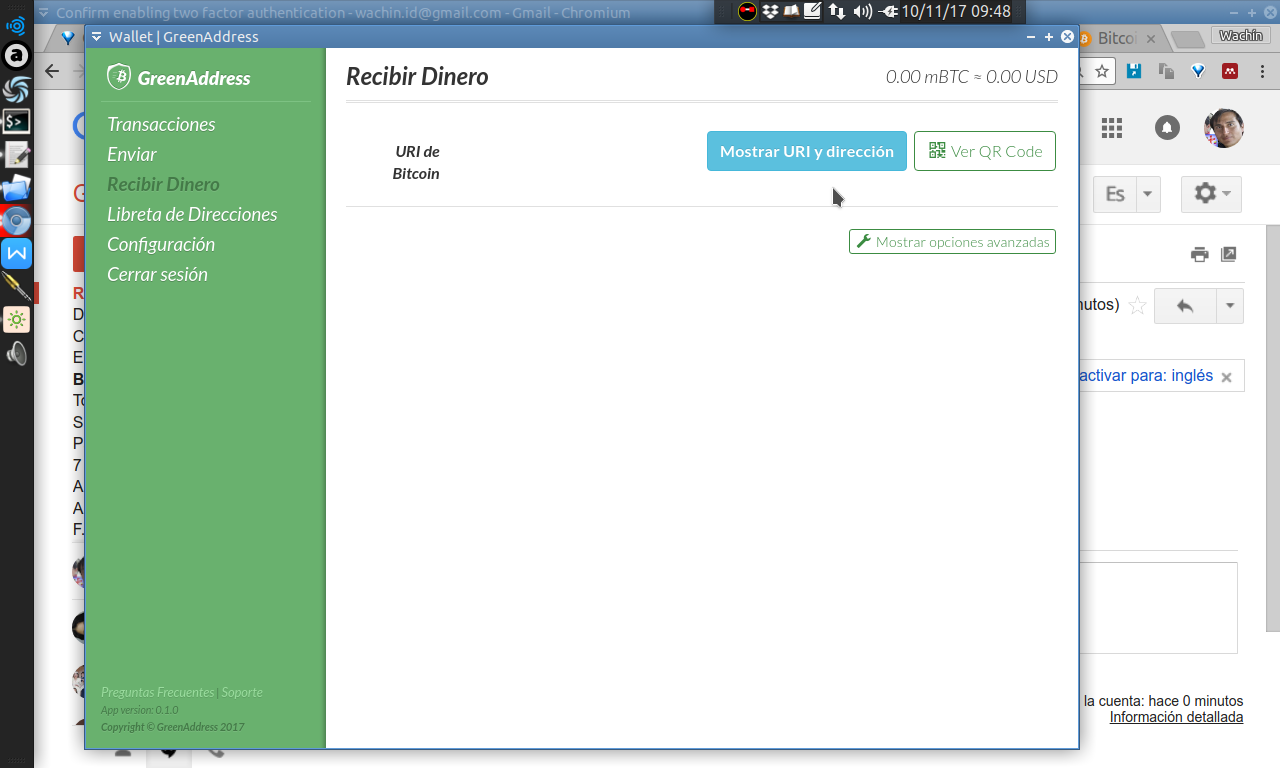 Confirm enabling two factor authentication - wachin.id@gmail.com - Gmail - Chromium
10/11/17 09:48
Wallet | GreenAddress
Bitcoi
Wachín
GreenAddress
Recibir Dinero
0.00 mBTC ≈ 0.00 USD
Transacciones
Enviar
Recibir Dinero
Libreta de Direcciones
Configuración
Cerrar sesión
URI de
Bitcoin
Mostrar URI y dirección
Ver QR Code
Mostrar opciones avanzadas
Es
activar para: inglés
la cuenta: hace 0 minutos
Información detallada
Preguntas Frecuentes | Soporte
App version: 0.1.0
Copyright © GreenAddress 2017